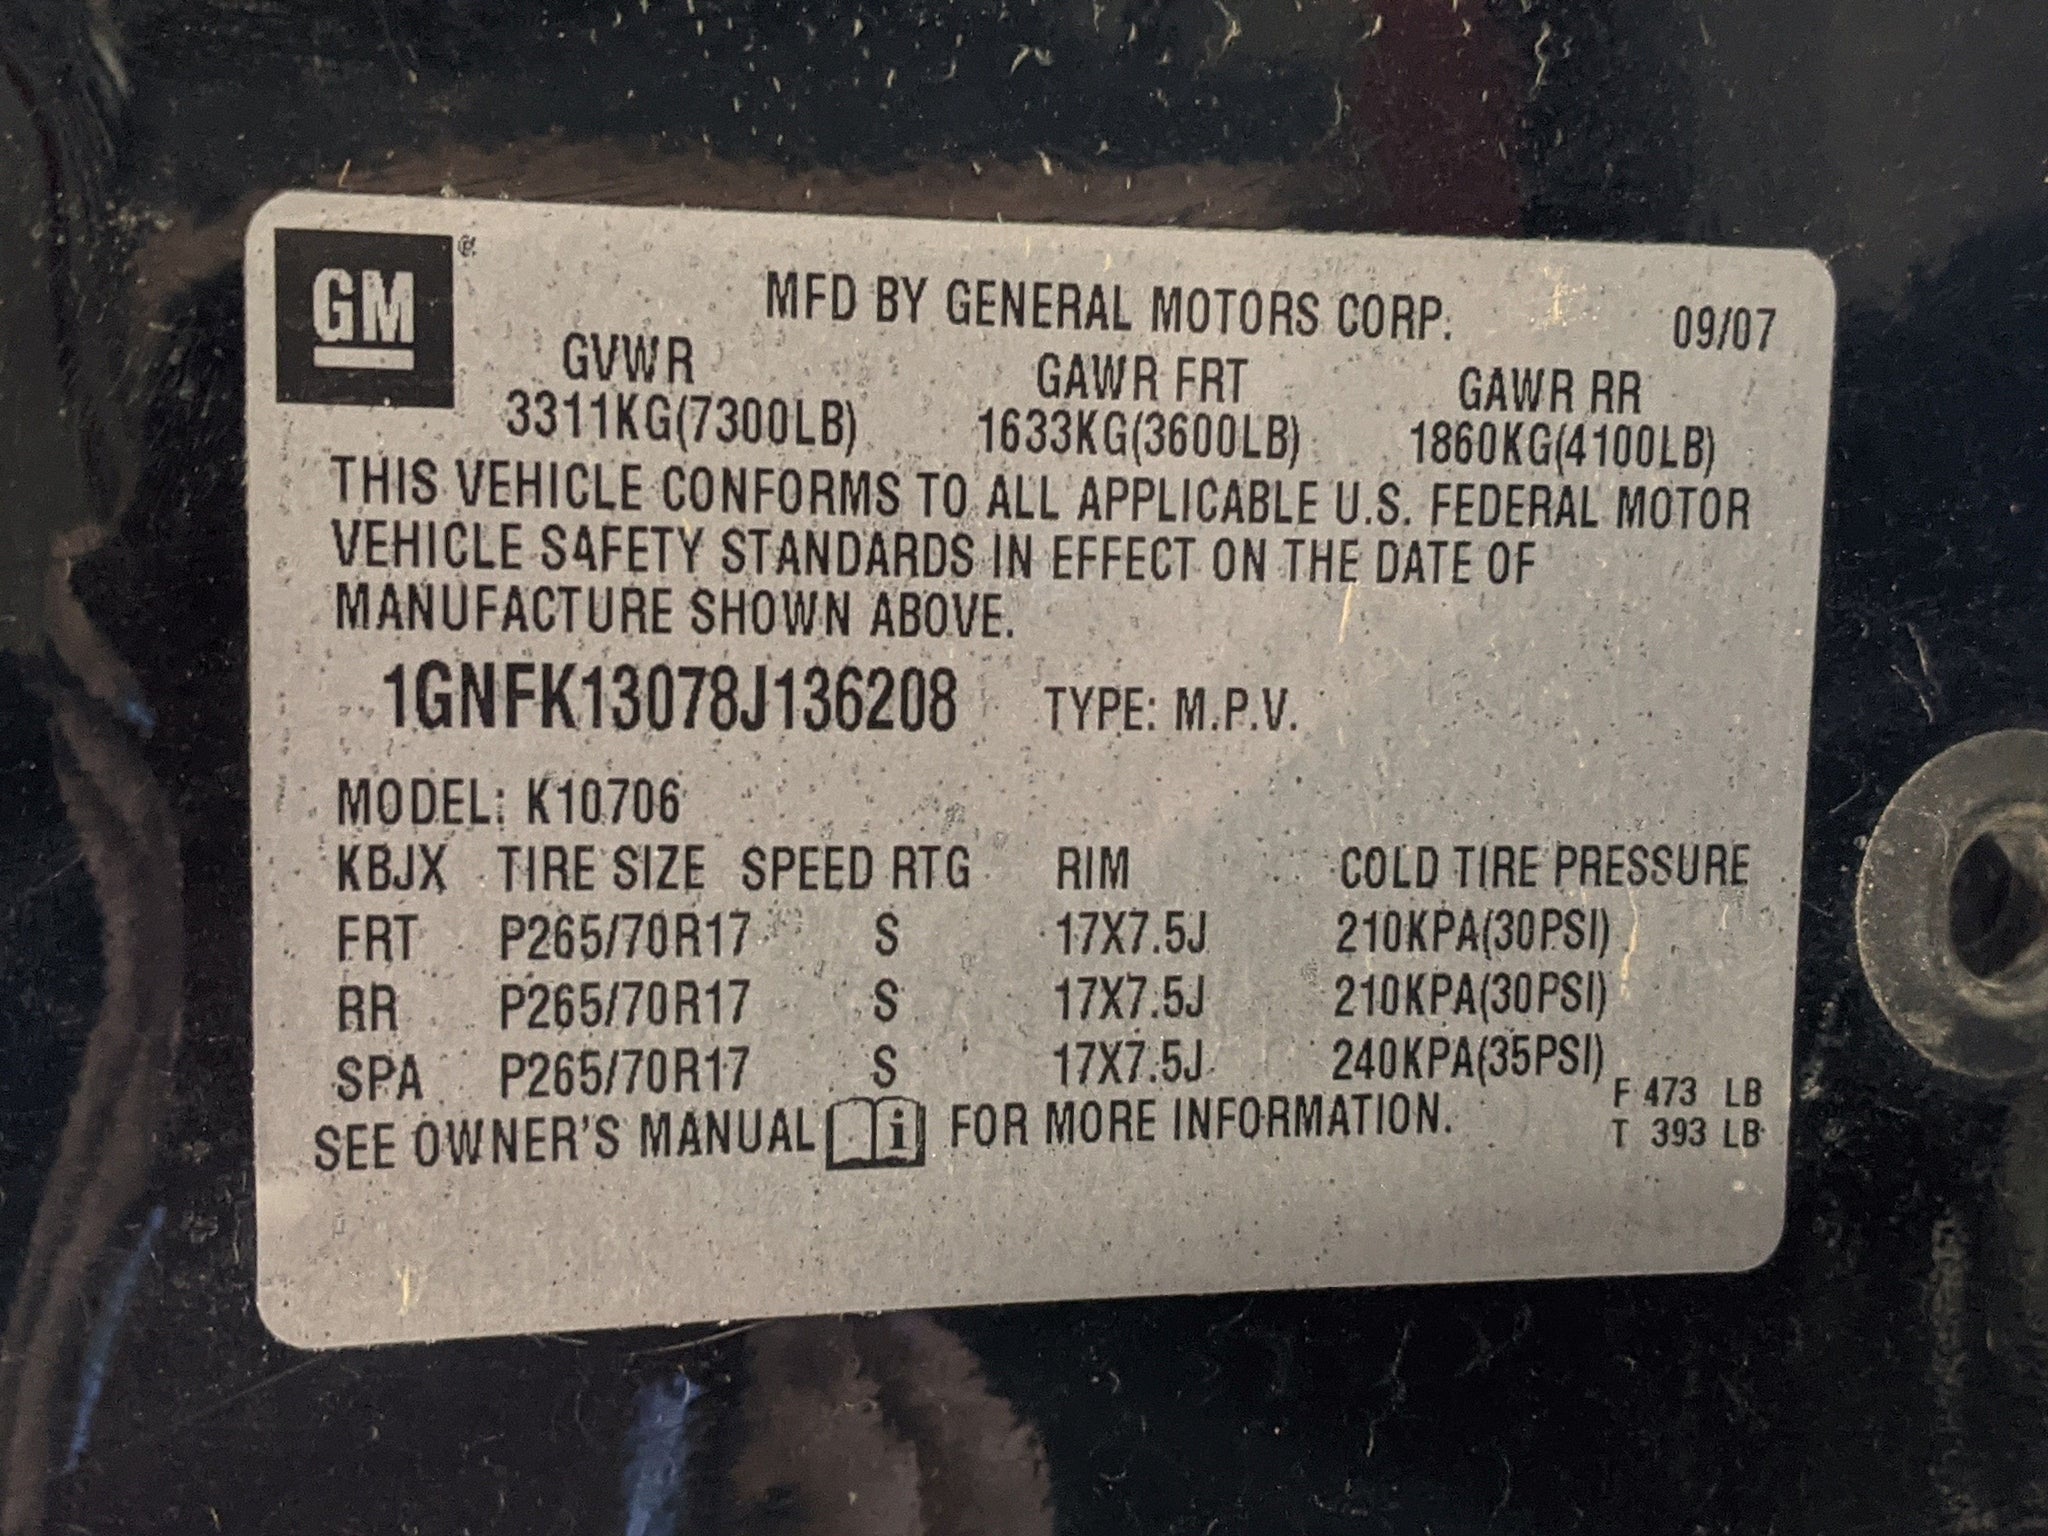 GM ®
MFD BY GENERAL MOTORS CORP. 09/07
GVWR GAWR FRT GAWR RR
3311KG(7300LB) 1633KG(3600LB) 1860KG(4100LB)
THIS VEHICLE CONFORMS TO ALL APPLICABLE U.S. FEDERAL MOTOR
VEHICLE SAFETY STANDARDS IN EFFECT ON THE DATE OF
MANUFACTURE SHOWN ABOVE.
1GNFK13078J136208 TYPE: M.P.V.
MODEL: K10706
KBJX TIRE SIZE SPEED RTG RIM COLD TIRE PRESSURE
FRT P265/70R17 S 17X7.5J 210KPA(30PSI)
RR P265/70R17 S 17X7.5J 210KPA(30PSI)
SPA P265/70R17 S 17X7.5J 240KPA(35PSI)
SEE OWNER'S MANUAL i FOR MORE INFORMATION.
F 473 LB
T 393 LB